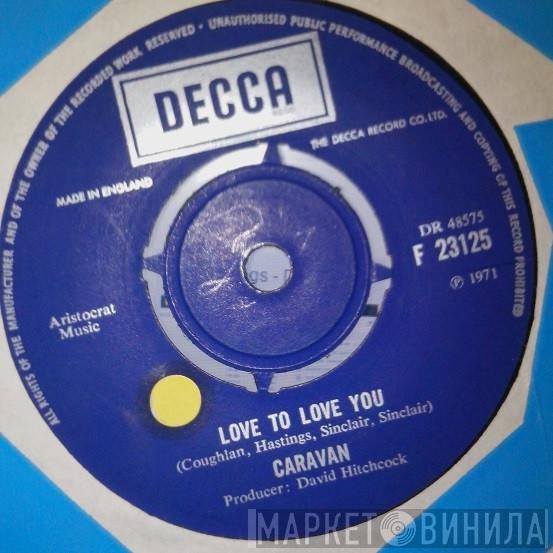 ALL RIGHTS OF THE MANUFACTURER AND OF THE OWNER OF THE RECORDED WORK RESERVED • UNAUTHORISED PUBLIC PERFORMANCE BROADCASTING AND COPYING OF THIS RECORD PROHIBITED
DECCA
THE DECCA RECORD CO. LTD.
MADE IN ENGLAND
DR 48575
F 23125
℗ 1971
Aristocrat
Music
LOVE TO LOVE YOU
(Coughlan, Hastings, Sinclair, Sinclair)
CARAVAN
Producer: David Hitchcock
МАРКЕТ ВИНИЛА